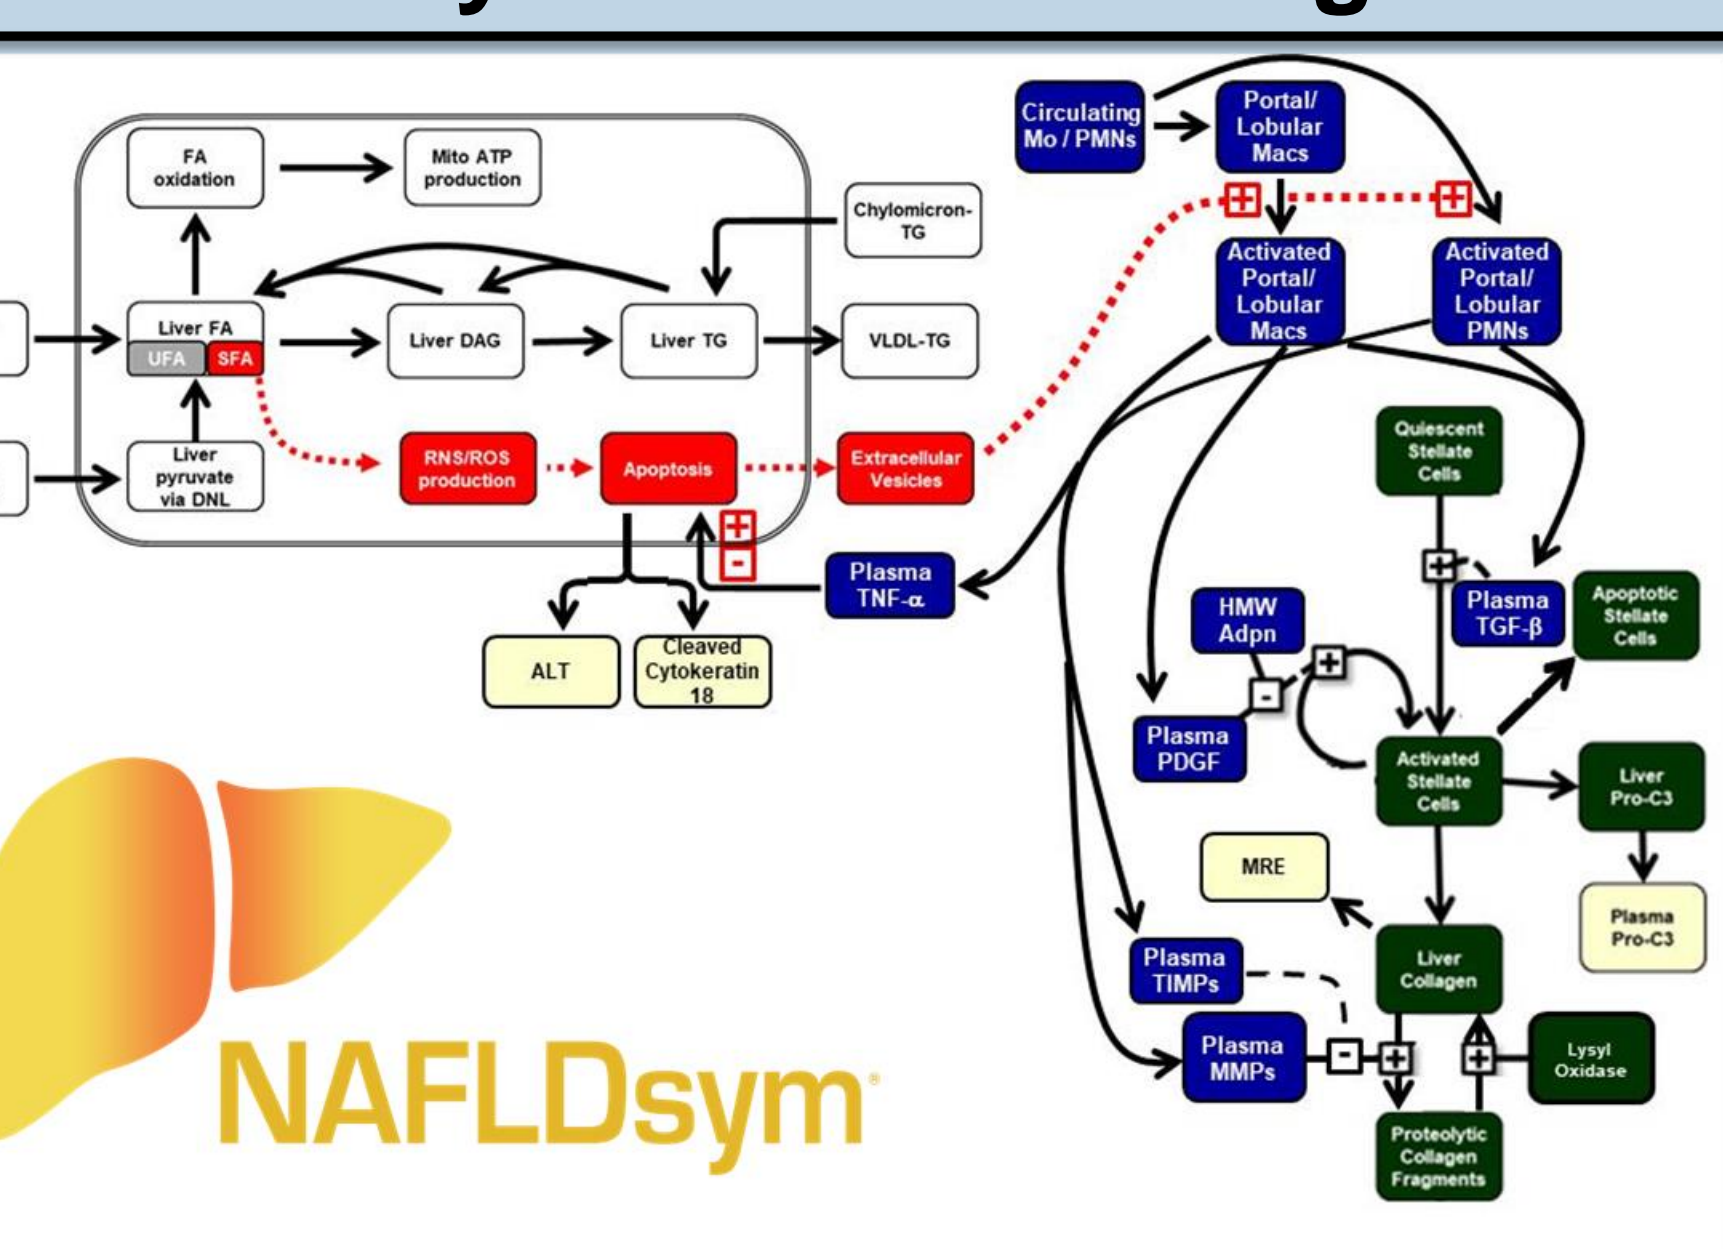 FA
oxidation
Mito ATP
production
Chylomicron-
TG
Liver FA
UFA
SFA
Liver DAG
Liver TG
VLDL-TG
Liver
pyruvate
via DNL
RNS/ROS
production
Apoptosis
Extracellular
Vesicles
+
-
ALT
Cleaved
Cytokeratin
18
Plasma
TNF-α
Circulating
Mo / PMNs
Portal/
Lobular
Macs
+
+
Activated
Portal/
Lobular
Macs
Activated
Portal/
Lobular
PMNs
Quiescent
Stellate
Cells
+
Plasma
TGF-β
Apoptotic
Stellate
Cells
HMW
Adpn
+
-
Plasma
PDGF
Activated
Stellate
Cells
Liver
Pro-C3
MRE
Plasma
Pro-C3
Plasma
TIMPs
Liver
Collagen
Plasma
MMPs
-
+
+
Lysyl
Oxidase
Proteolytic
Collagen
Fragments
NAFLDsym®